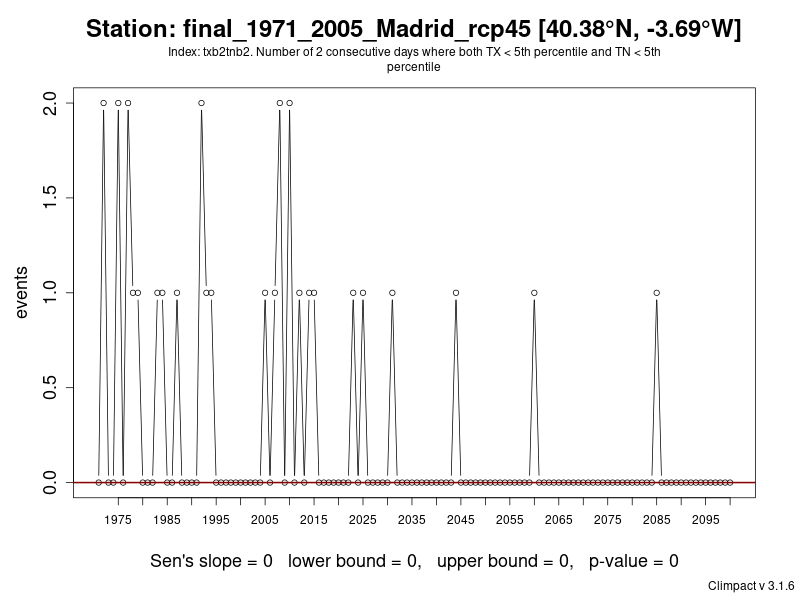 Station: final_1971_2005_Madrid_rcp45 [40.38°N, -3.69°W]
Index: txb2tnb2. Number of 2 consecutive days where both TX < 5th percentile and TN < 5th
percentile
events
2.0
1.5
1.0
0.5
0.0
1975 1985 1995 2005 2015 2025 2035 2045 2055 2065 2075 2085 2095
Sen's slope = 0 lower bound = 0, upper bound = 0, p-value = 0
Climpact v 3.1.6